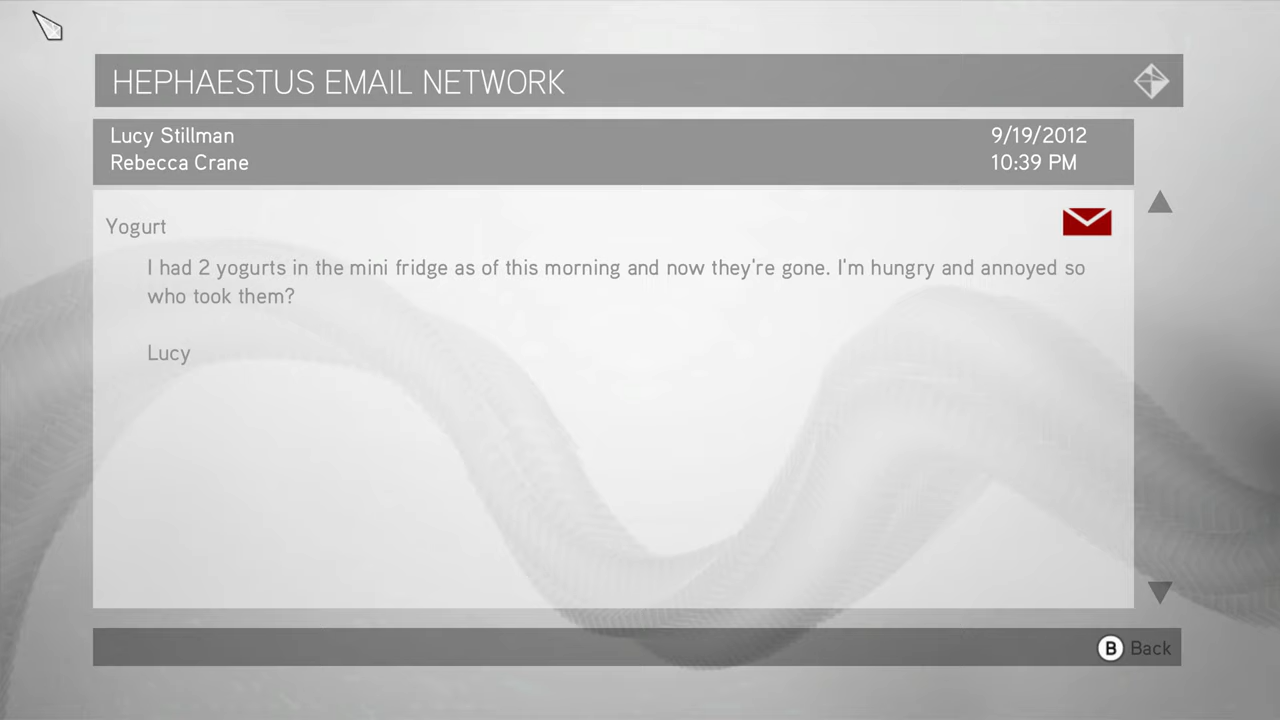 HEPHAESTUS EMAIL NETWORK
Lucy Stillman 9/19/2012
Rebecca Crane 10:39 PM
Yogurt
I had 2 yogurts in the mini fridge as of this morning and now they're gone. I'm hungry and annoyed so
who took them?
Lucy
B Back